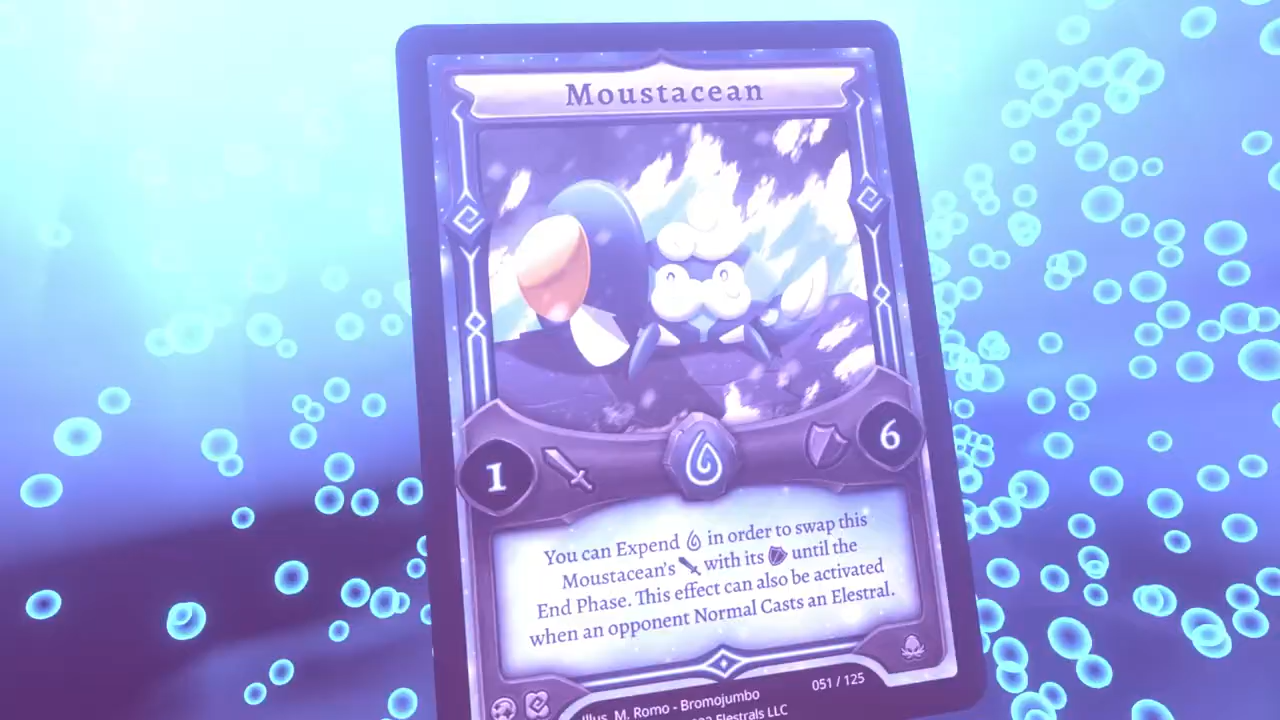 Moustacean
1
6
You can Expend in order to swap this
Moustacean's with its until the
End Phase. This effect can also be activated
when an opponent Normal Casts an Elestral.
Illus. M. Romo - Bromojumbo
051 / 125
Elestrals LLC